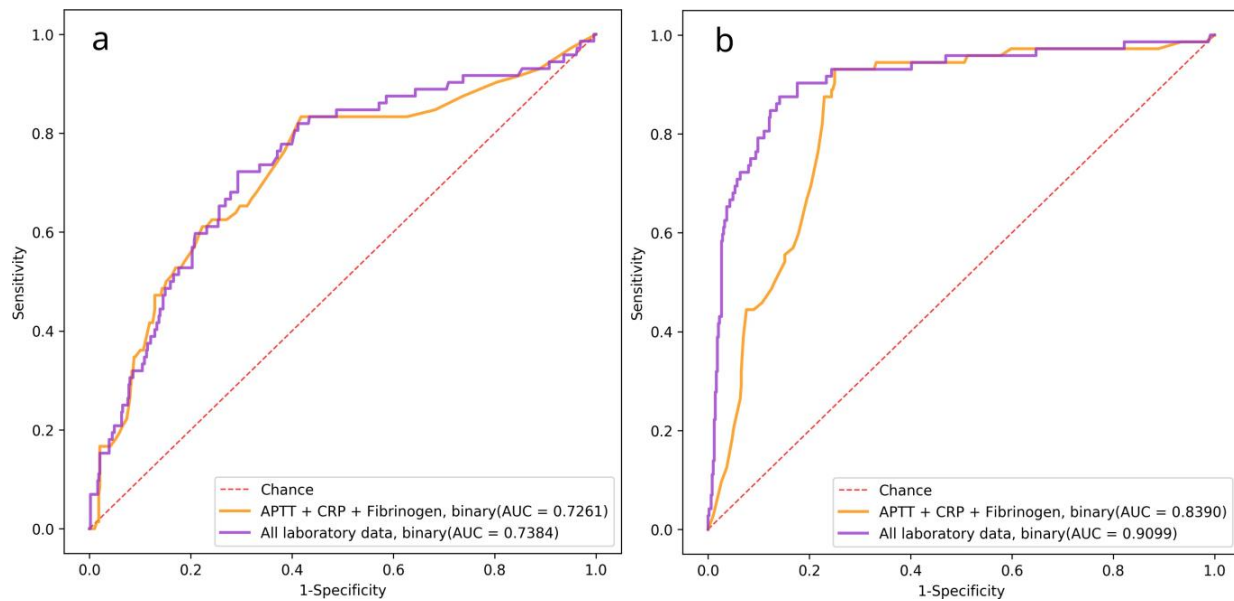 a
1.0
0.8
0.6
0.4
0.2
0.0
Sensitivity
0.0 0.2 0.4 0.6 0.8 1.0
1-Specificity
Chance
APTT + CRP + Fibrinogen, binary(AUC = 0.7261)
All laboratory data, binary(AUC = 0.7384)
b
1.0
0.8
0.6
0.4
0.2
0.0
Sensitivity
0.0 0.2 0.4 0.6 0.8 1.0
1-Specificity
Chance
APTT + CRP + Fibrinogen, binary(AUC = 0.8390)
All laboratory data, binary(AUC = 0.9099)